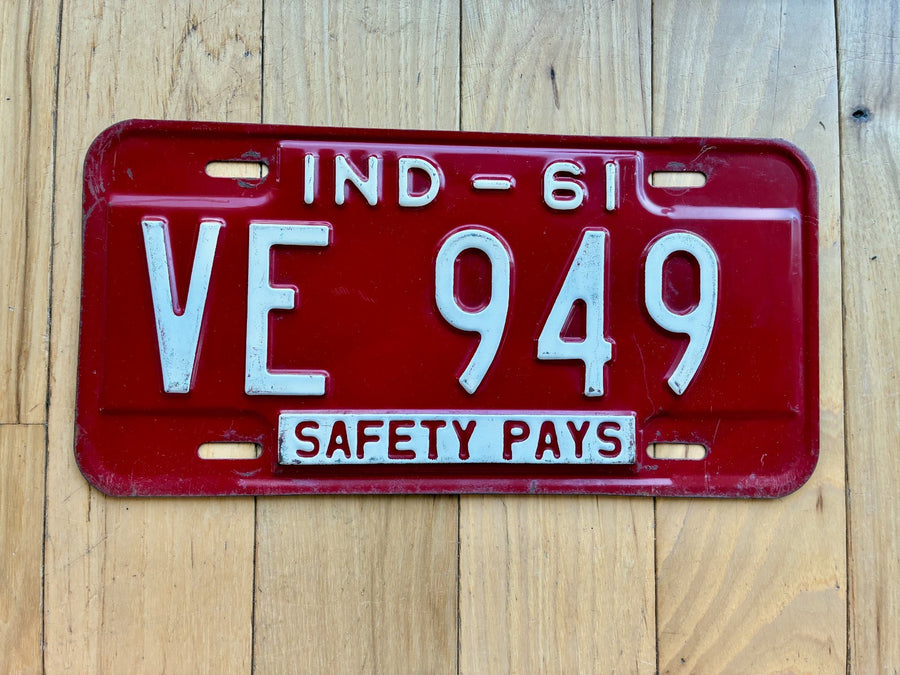 IND - 61
VE 949
SAFETY PAYS